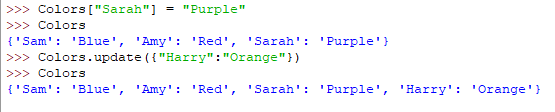 >>> Colors["Sarah"] = "Purple"
>>> Colors
{'Sam': 'Blue', 'Amy': 'Red', 'Sarah': 'Purple'}
>>> Colors.update({"Harry":"Orange"})
>>> Colors
{'Sam': 'Blue', 'Amy': 'Red', 'Sarah': 'Purple', 'Harry': 'Orange'}